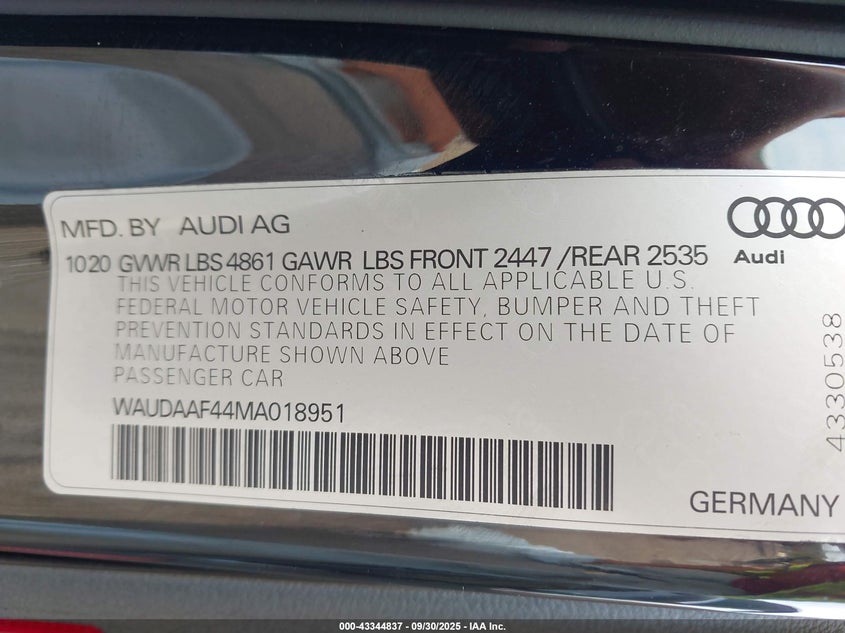 MFD. BY AUDI AG
Audi
1020 GVWR LBS 4861 GAWR LBS FRONT 2447 /REAR 2535
THIS VEHICLE CONFORMS TO ALL APPLICABLE U.S.
FEDERAL MOTOR VEHICLE SAFETY, BUMPER AND THEFT
PREVENTION STANDARDS IN EFFECT ON THE DATE OF
MANUFACTURE SHOWN ABOVE
PASSENGER CAR
WAUDAAF44MA018951
4330538
GERMANY
000-43344837 - 09/30/2025 - IAA Inc.